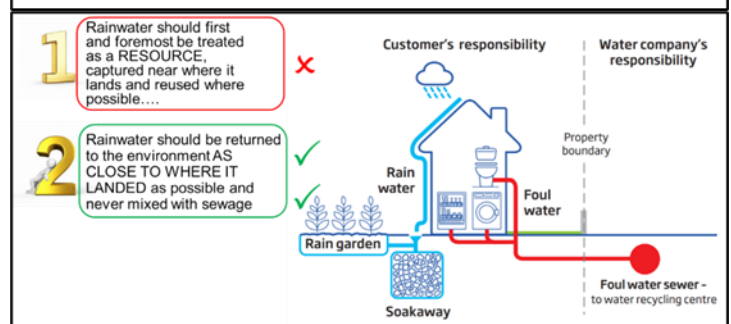 1
Rainwater should first
and foremost be treated
as a RESOURCE,
captured near where it
lands and reused where
possible....
2
Rainwater should be returned
to the environment AS
CLOSE TO WHERE IT
LANDED as possible and
never mixed with sewage
Customer's responsibility
Water company's
responsibility
Property
boundary
Rain
water
Foul
water
Rain garden
Soakaway
Foul water sewer -
to water recycling centre